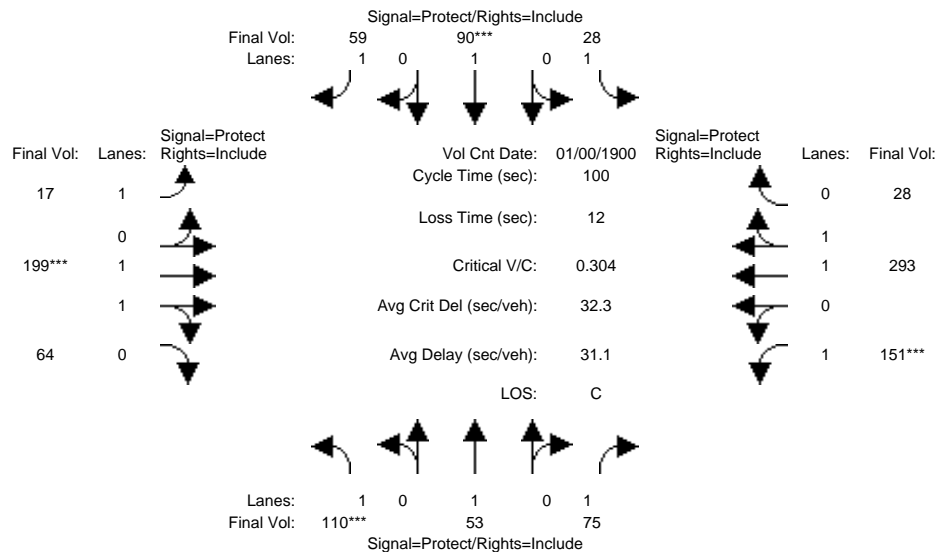 Signal=Protect/Rights=Include
Final Vol: 59 90*** 28
Lanes: 1 0 1 0 1
Signal=Protect Signal=Protect
Final Vol: Lanes: Rights=Include Vol Cnt Date: 01/00/1900 Rights=Include Lanes: Final Vol:
Cycle Time (sec): 100
17 1 0 28
Loss Time (sec): 12
0 1
199*** 1 Critical V/C: 0.304 1 293
1 Avg Crit Del (sec/veh): 32.3 0
64 0 Avg Delay (sec/veh): 31.1 1 151***
LOS: C
Lanes: 1 0 1 0 1
Final Vol: 110*** 53 75
Signal=Protect/Rights=Include